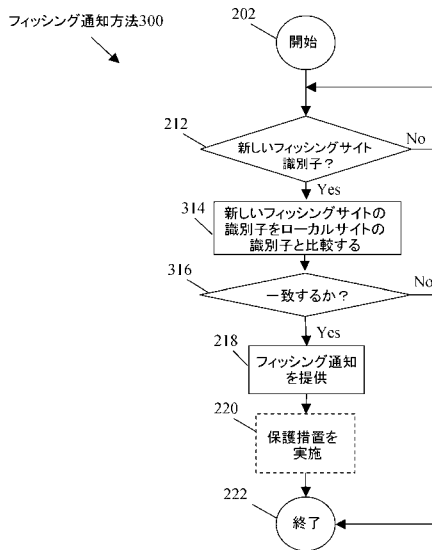 フィッシング通知方法300
202
開始
212
新しいフィッシングサイト
識別子?
No
Yes
314
新しいフィッシングサイトの
識別子をローカルサイトの
識別子と比較する
316
一致するか?
No
Yes
218
フィッシング通知
を提供
220
保護措置を
実施
222
終了